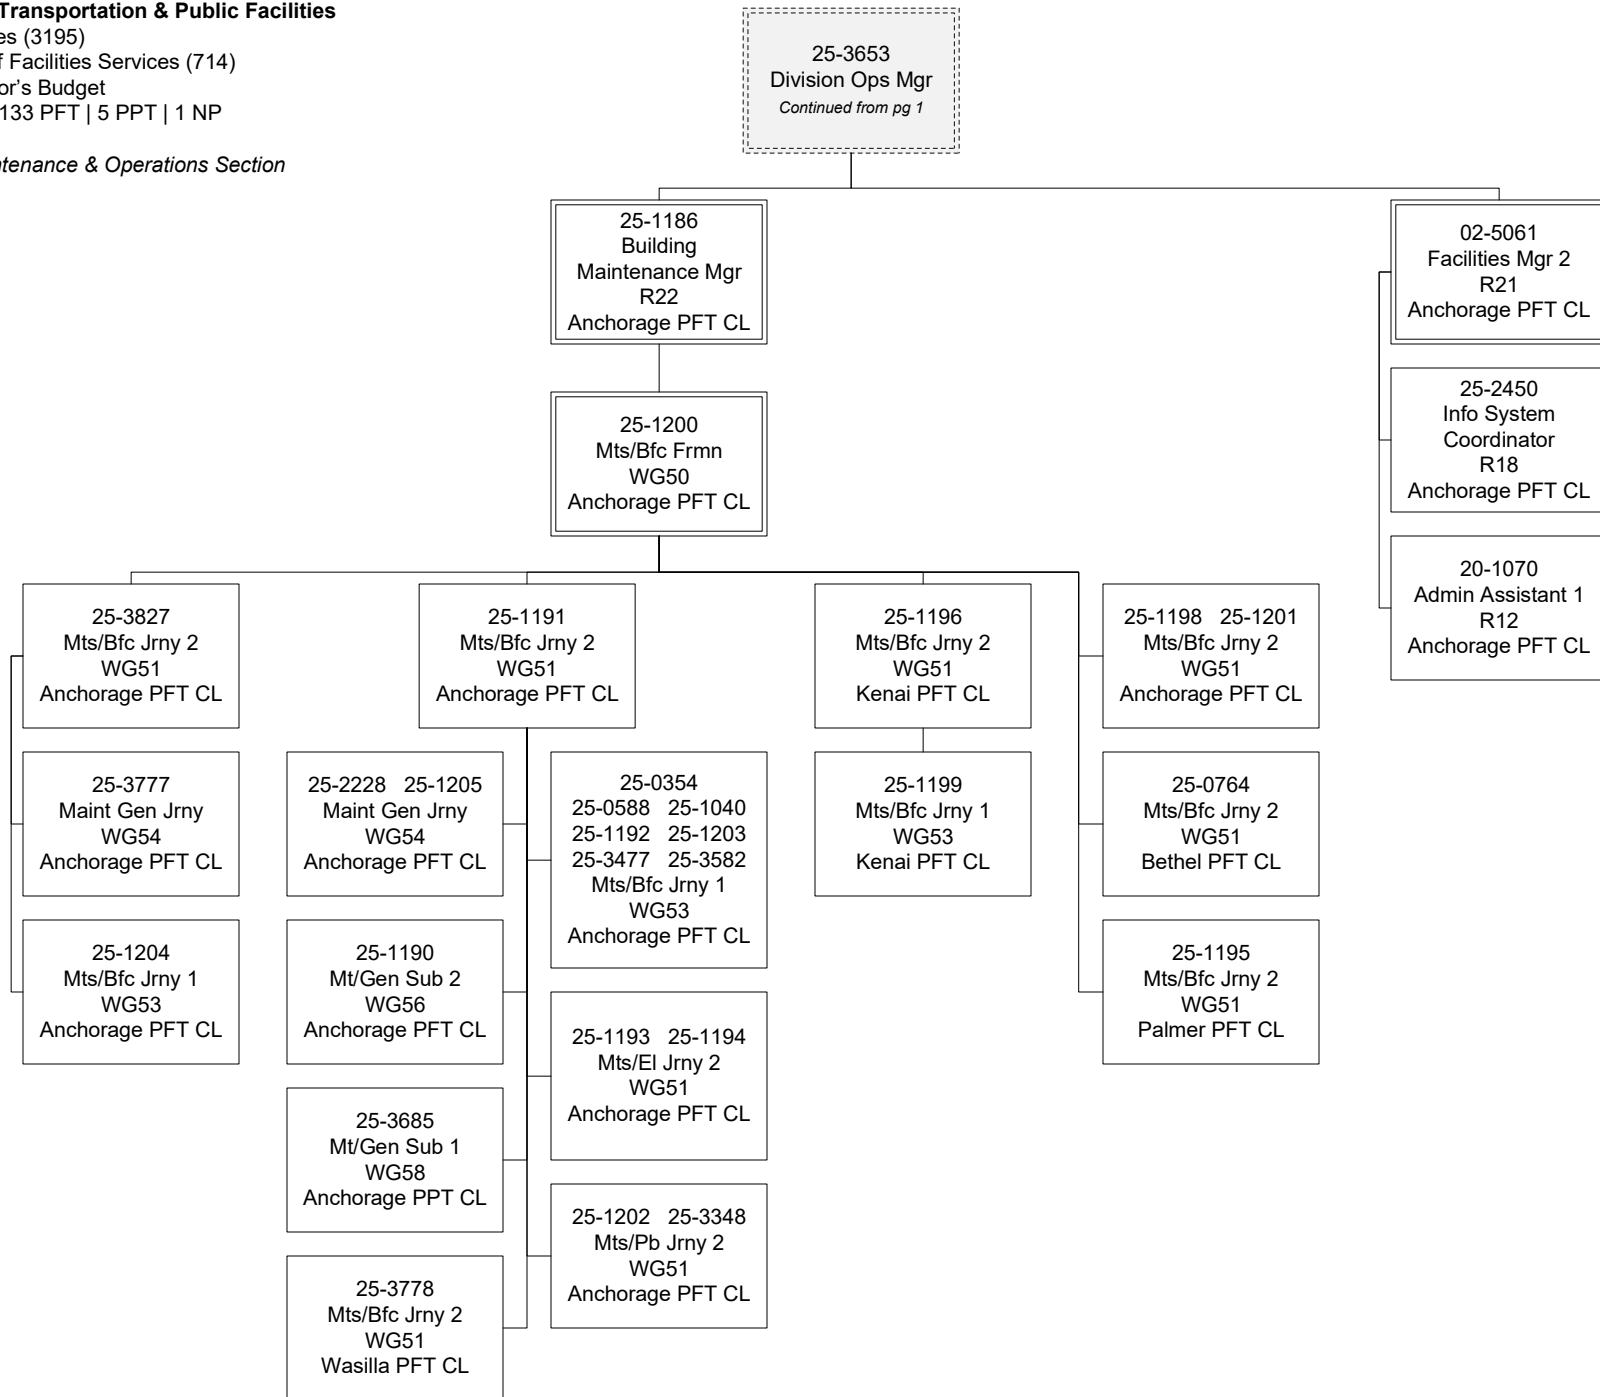 Transportation & Public Facilities
es (3195)
f Facilities Services (714)
or's Budget
133 PFT | 5 PPT | 1 NP
ntenance & Operations Section
25-3653
Division Ops Mgr
Continued from pg 1
25-1186
Building
Maintenance Mgr
R22
Anchorage PFT CL
02-5061
Facilities Mgr 2
R21
Anchorage PFT CL
25-2450
Info System
Coordinator
R18
Anchorage PFT CL
20-1070
Admin Assistant 1
R12
Anchorage PFT CL
25-1200
Mts/Bfc Frmn
WG50
Anchorage PFT CL
25-3827
Mts/Bfc Jrny 2
WG51
Anchorage PFT CL
25-3777
Maint Gen Jrny
WG54
Anchorage PFT CL
25-1204
Mts/Bfc Jrny 1
WG53
Anchorage PFT CL
25-1191
Mts/Bfc Jrny 2
WG51
Anchorage PFT CL
25-2228 25-1205
Maint Gen Jrny
WG54
Anchorage PFT CL
25-1190
Mt/Gen Sub 2
WG56
Anchorage PFT CL
25-3685
Mt/Gen Sub 1
WG58
Anchorage PPT CL
25-3778
Mts/Bfc Jrny 2
WG51
Wasilla PFT CL
25-0354
25-0588 25-1040
25-1192 25-1203
25-3477 25-3582
Mts/Bfc Jrny 1
WG53
Anchorage PFT CL
25-1193 25-1194
Mts/El Jrny 2
WG51
Anchorage PFT CL
25-1202 25-3348
Mts/Pb Jrny 2
WG51
Anchorage PFT CL
25-1196
Mts/Bfc Jrny 2
WG51
Kenai PFT CL
25-1199
Mts/Bfc Jrny 1
WG53
Kenai PFT CL
25-1198 25-1201
Mts/Bfc Jrny 2
WG51
Anchorage PFT CL
25-0764
Mts/Bfc Jrny 2
WG51
Bethel PFT CL
25-1195
Mts/Bfc Jrny 2
WG51
Palmer PFT CL